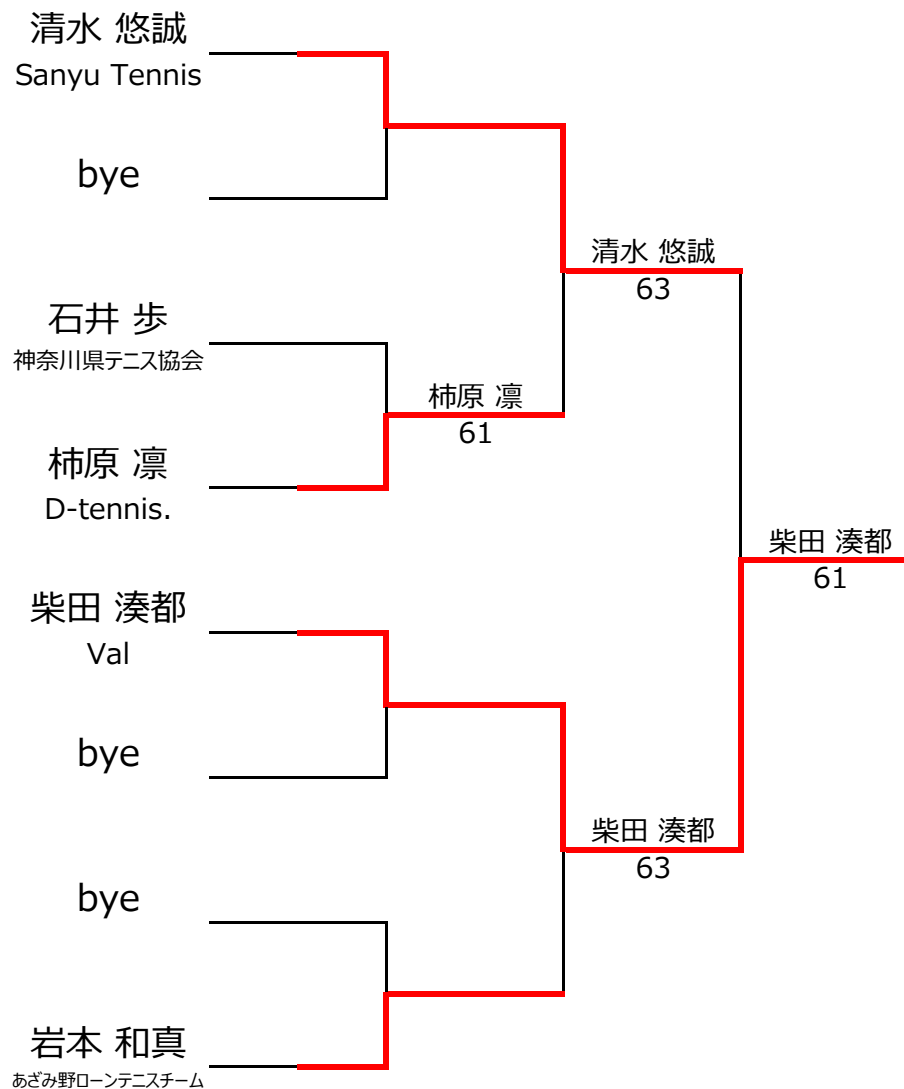 清水 悠誠
Sanyu Tennis
bye
清水 悠誠
63
石井 歩
神奈川県テニス協会
柿原 凛
61
柿原 凛
D-tennis.
柴田 湊都
61
柴田 湊都
Val
bye
柴田 湊都
63
bye
岩本 和真
あざみ野ローンテニスチーム